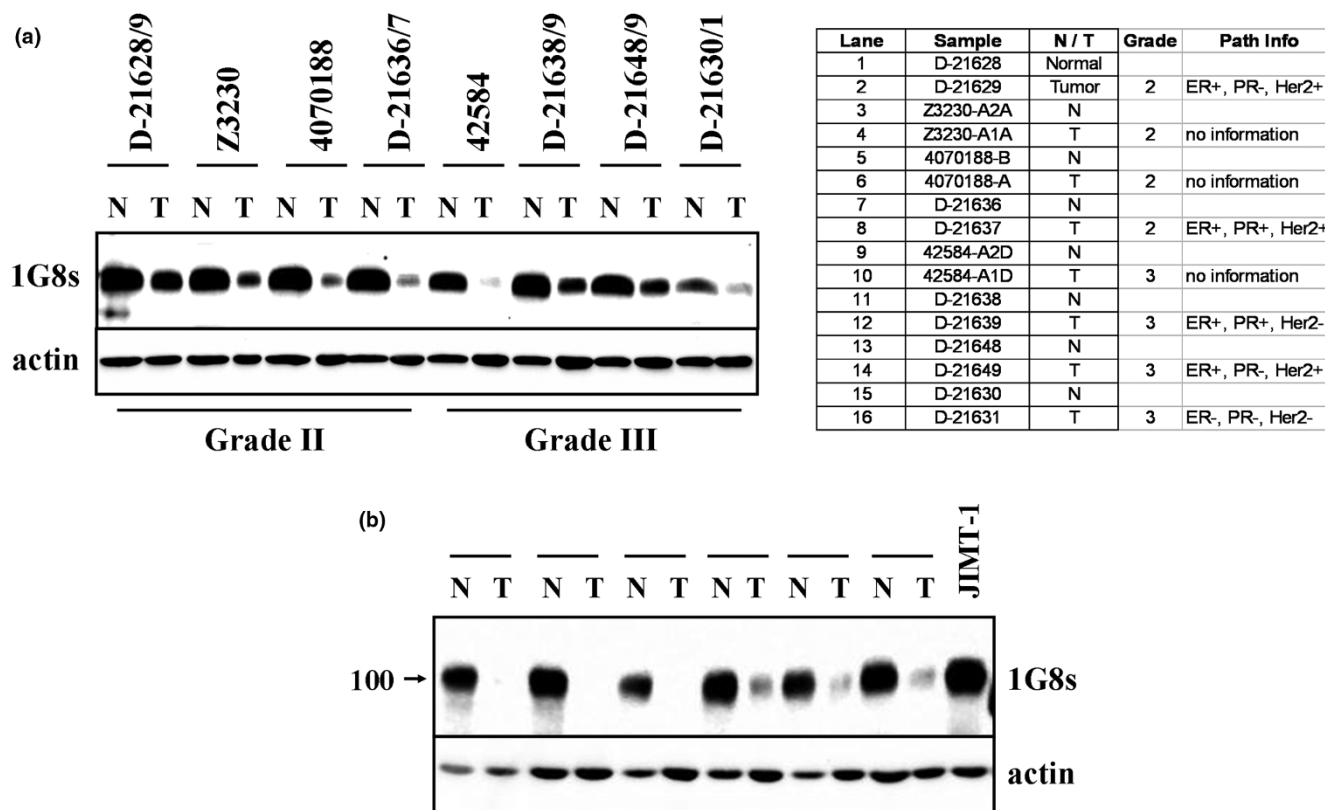 (a)
D-21628/9 Z3230 4070188 D-21636/7 42584 D-21638/9 D-21648/9 D-21630/1
N T N T N T N T N T N T N T N T
1G8s
actin
Grade II Grade III
Lane Sample N / T Grade Path Info
1 D-21628 Normal
2 D-21629 Tumor 2 ER+, PR-, Her2+
3 Z3230-A2A N
4 Z3230-A1A T 2 no information
5 4070188-B N
6 4070188-A T 2 no information
7 D-21636 N
8 D-21637 T 2 ER+, PR+, Her2+
9 42584-A2D N
10 42584-A1D T 3 no information
11 D-21638 N
12 D-21639 T 3 ER+, PR+, Her2-
13 D-21648 N
14 D-21649 T 3 ER+, PR-, Her2+
15 D-21630 N
16 D-21631 T 3 ER-, PR-, Her2-
(b)
N T N T N T N T N T N T JIMT-1
100 → 1G8s
actin